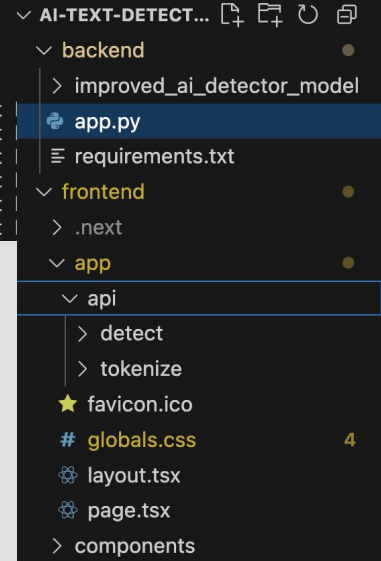 AI-TEXT-DETECT...
backend
improved_ai_detector_model
app.py
requirements.txt
frontend
.next
app
api
detect
tokenize
favicon.ico
# globals.css 4
layout.tsx
page.tsx
components